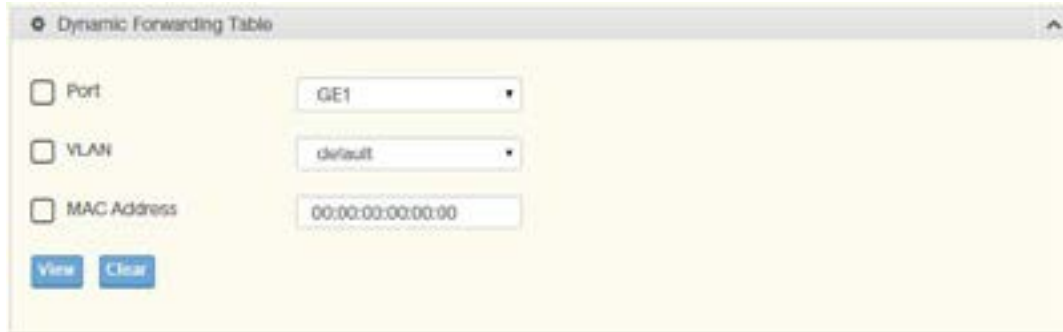 Dynamic Forwarding Table
Port GE1
VLAN default
MAC Address 00:00:00:00:00:00
View Clear